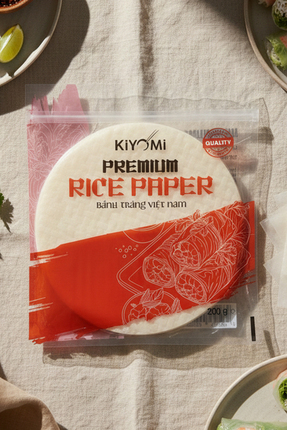 KiYOMi
PREMIUM
RICE PAPER
Bánh tráng việt nam
QUALITY
200 g